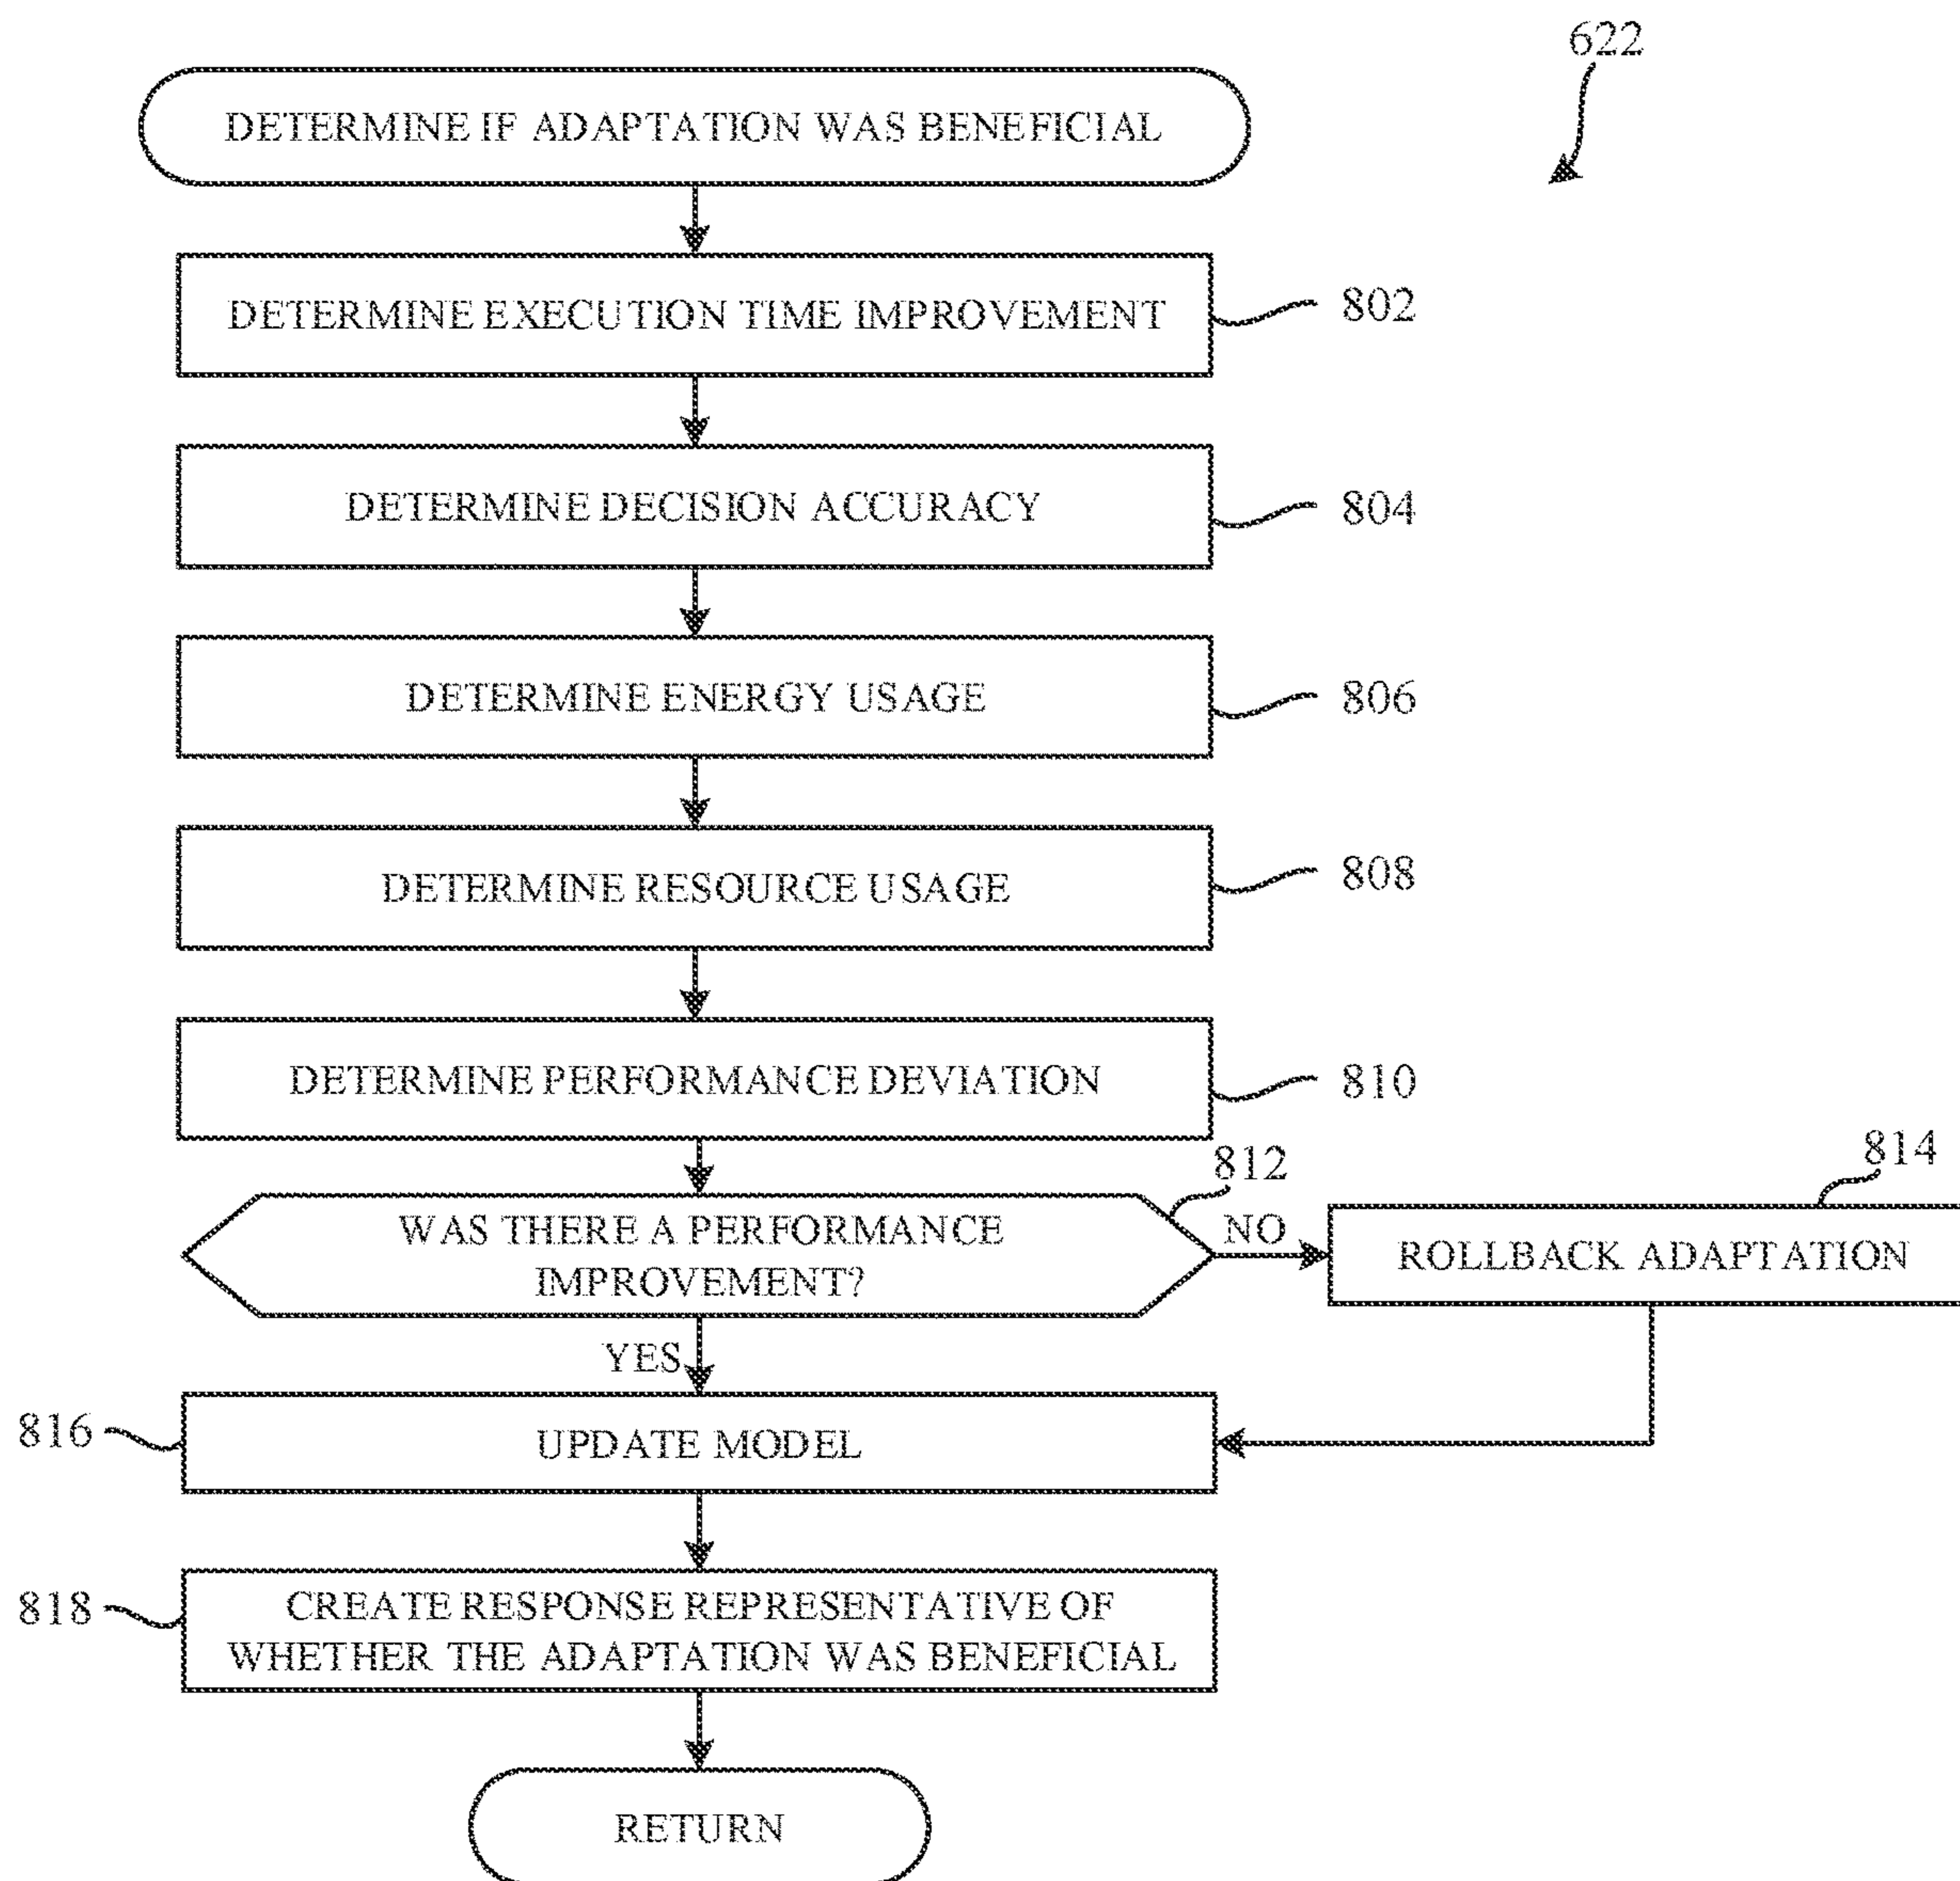 622
DETERMINE IF ADAPTATION WAS BENEFICIAL
DETERMINE EXECUTION TIME IMPROVEMENT
802
DETERMINE DECISION ACCURACY
804
DETERMINE ENERGY USAGE
806
DETERMINE RESOURCE USAGE
808
DETERMINE PERFORMANCE DEVIATION
810
812
814
WAS THERE A PERFORMANCE
IMPROVEMENT?
NO
ROLLBACK ADAPTATION
YES
816
UPDATE MODEL
818
CREATE RESPONSE REPRESENTATIVE OF
WHETHER THE ADAPTATION WAS BENEFICIAL
RETURN